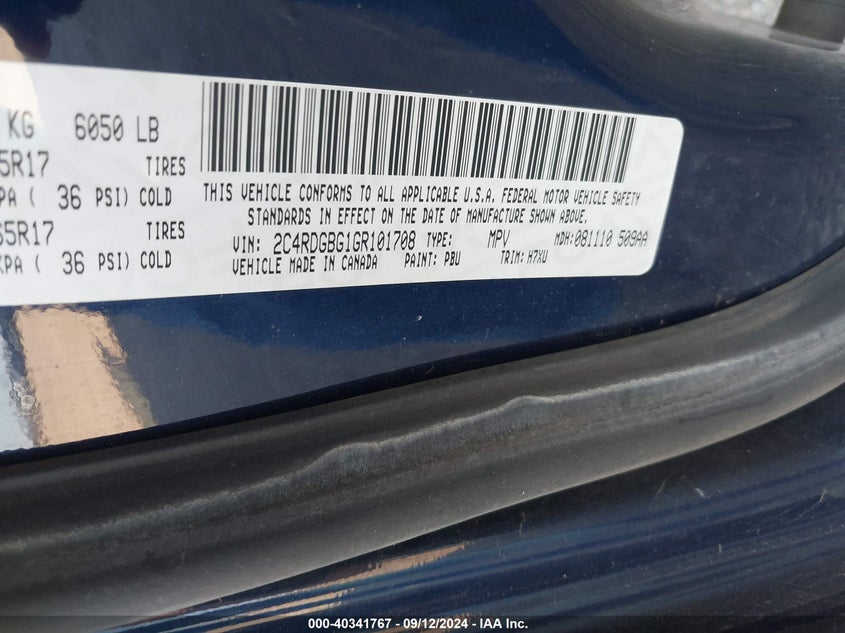 KG 6050 LB
5R17 TIRES
PA ( 36 PSI) COLD
THIS VEHICLE CONFORMS TO ALL APPLICABLE U.S.A. FEDERAL MOTOR VEHICLE SAFETY
STANDARDS IN EFFECT ON THE DATE OF MANUFACTURE SHOWN ABOVE.
65R17 TIRES
KPA ( 36 PSI) COLD
VIN: 2C4RDGBG1GR101708 TYPE: MPV MDH: 081110 509AA
VEHICLE MADE IN CANADA PAINT: PBU TRIM: H7XU
000-40341767 - 09/12/2024 - IAA Inc.